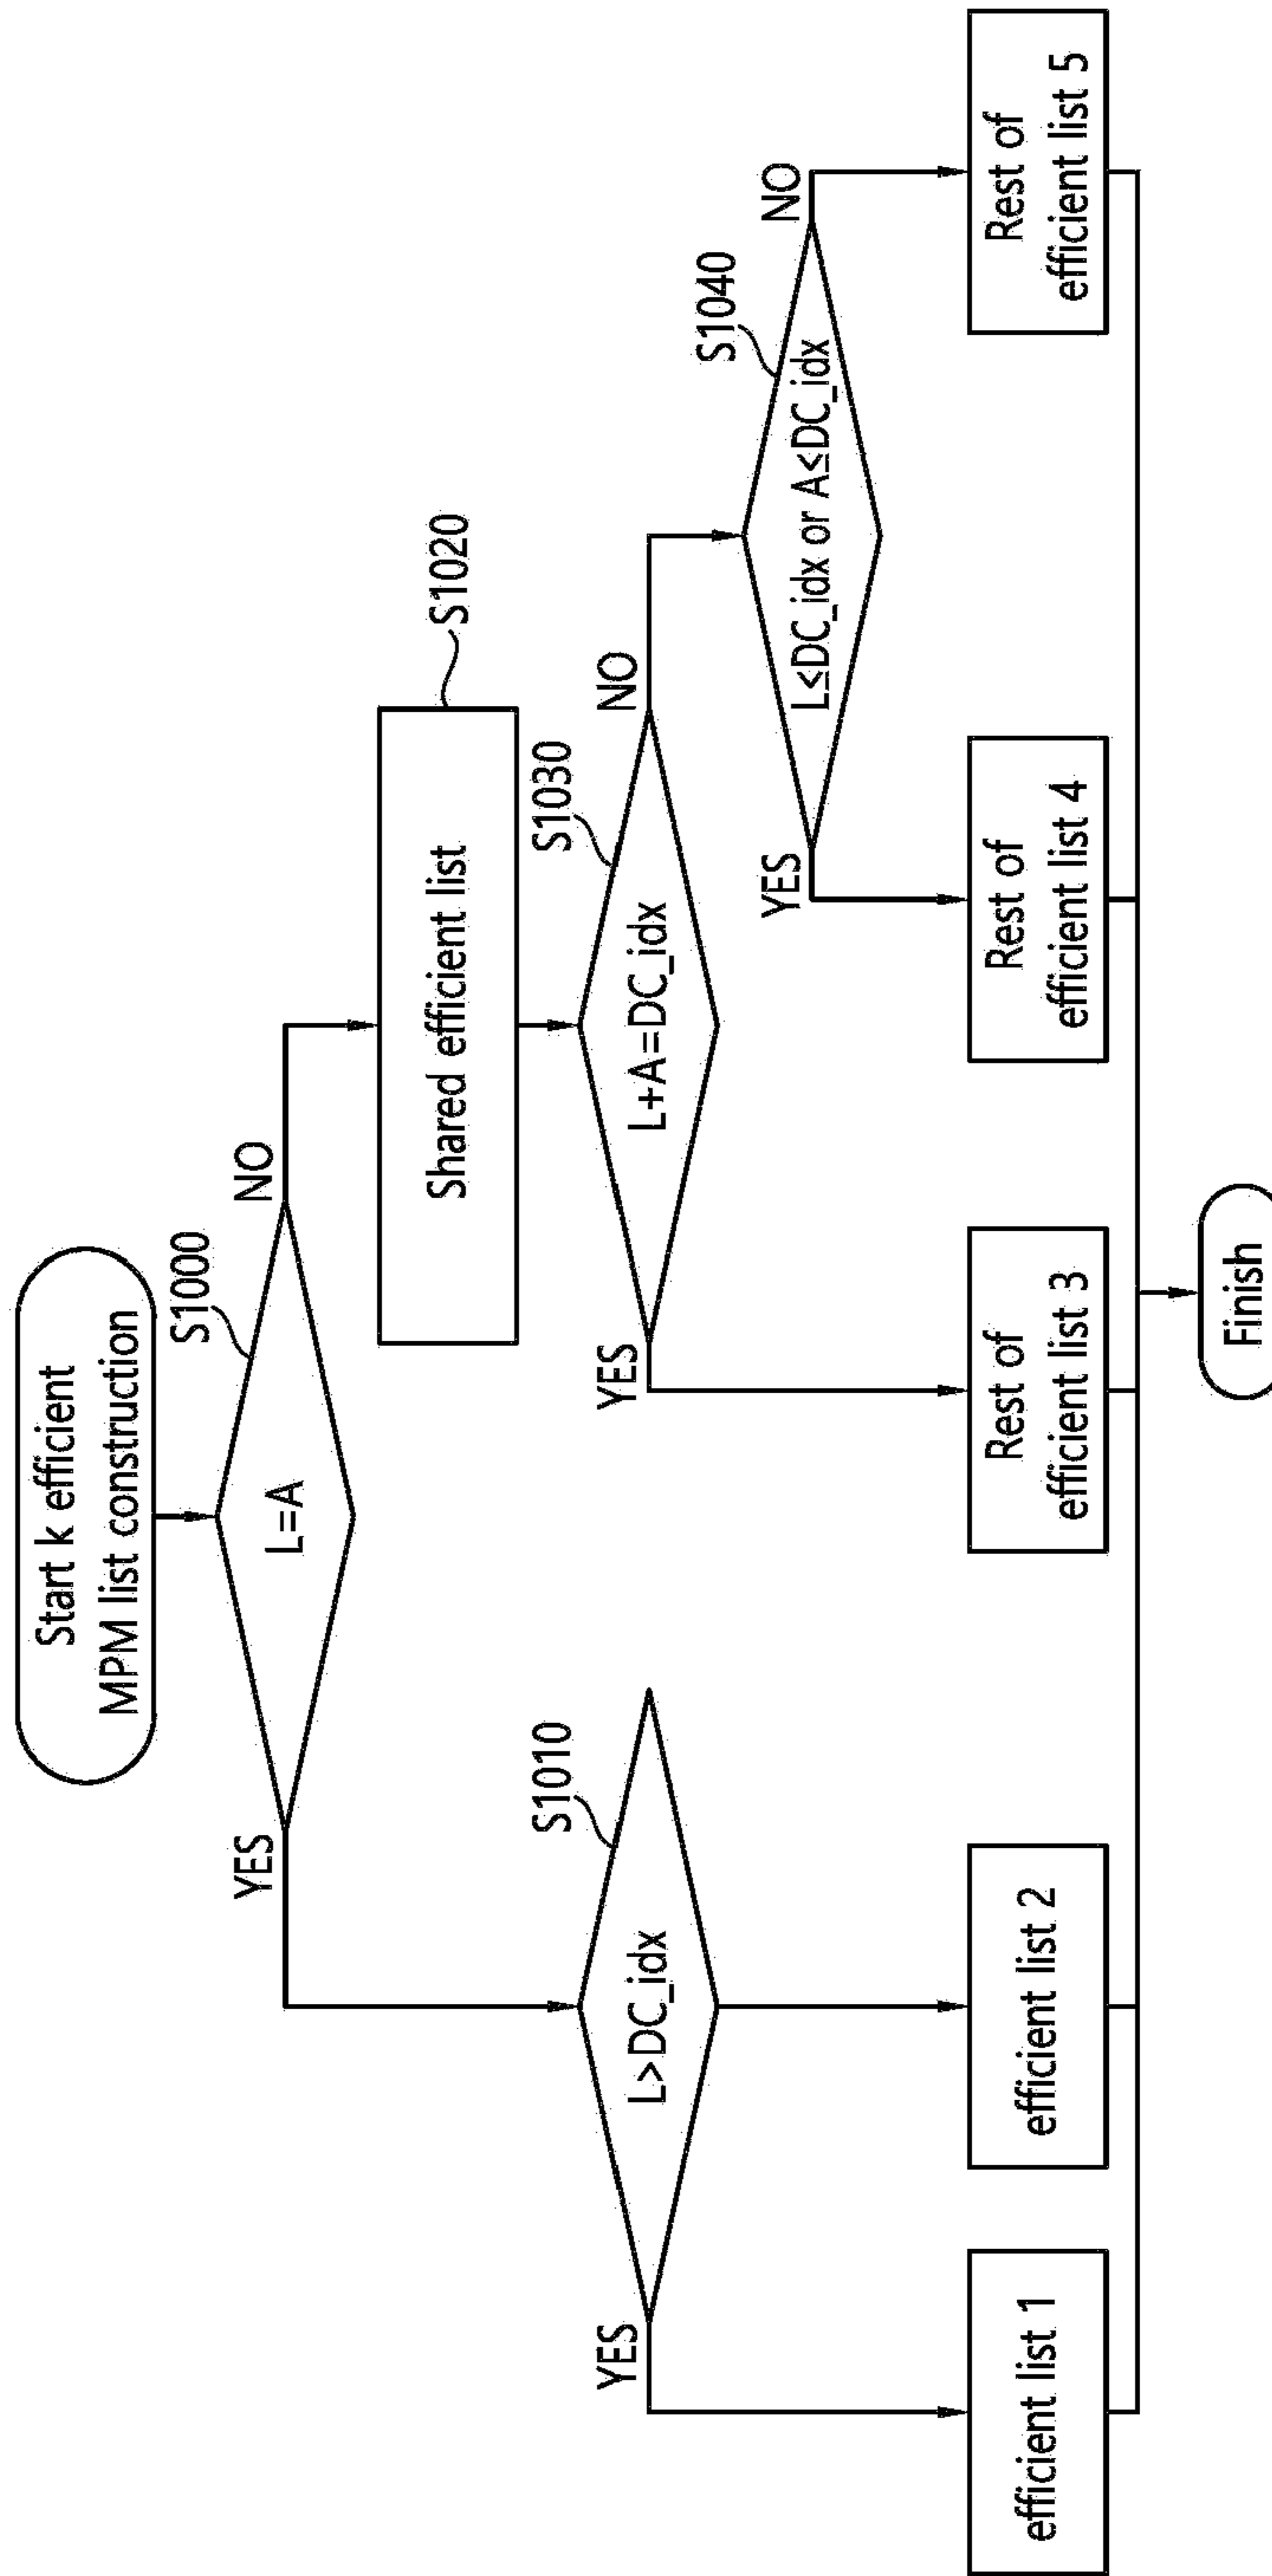 Start k efficient
MPM list construction
S1000
L=A
YES
NO
S1010
L>DC_idx
YES
S1020
Shared efficient list
S1030
L+A=DC_idx
YES
NO
S1040
L≤DC_idx or A≤DC_idx
YES
NO
efficient list 1
efficient list 2
Rest of
efficient list 3
Rest of
efficient list 4
Rest of
efficient list 5
Finish